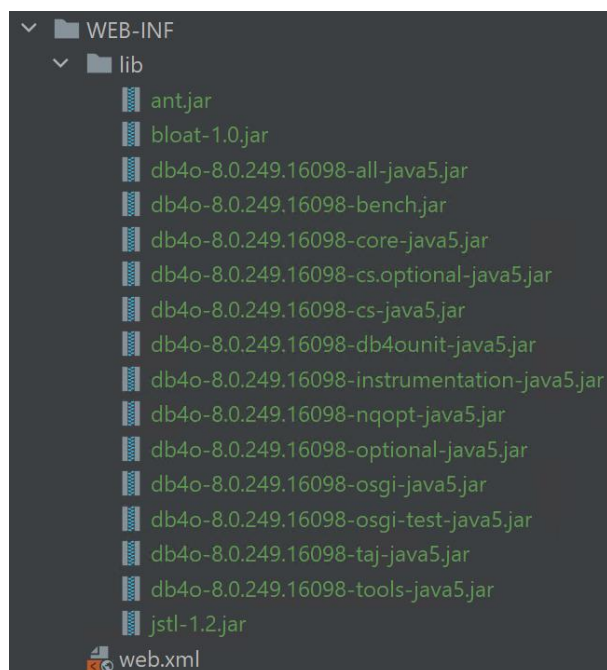 WEB-INF
lib
ant.jar
bloat-1.0.jar
db4o-8.0.249.16098-all-java5.jar
db4o-8.0.249.16098-bench.jar
db4o-8.0.249.16098-core-java5.jar
db4o-8.0.249.16098-cs.optional-java5.jar
db4o-8.0.249.16098-cs-java5.jar
db4o-8.0.249.16098-db4ounit-java5.jar
db4o-8.0.249.16098-instrumentation-java5.jar
db4o-8.0.249.16098-nqopt-java5.jar
db4o-8.0.249.16098-optional-java5.jar
db4o-8.0.249.16098-osgi-java5.jar
db4o-8.0.249.16098-osgi-test-java5.jar
db4o-8.0.249.16098-taj-java5.jar
db4o-8.0.249.16098-tools-java5.jar
jstl-1.2.jar
web.xml